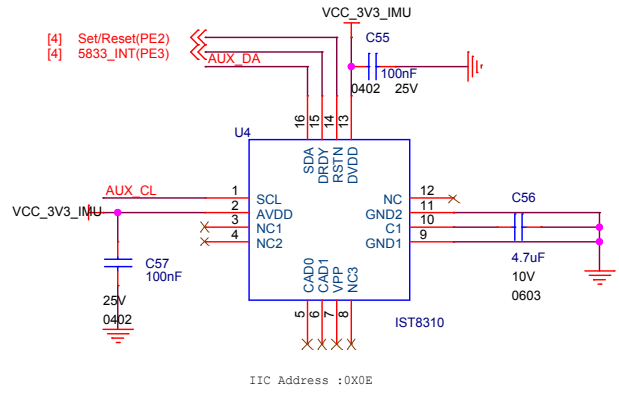 VCC_3V3_IMU
C55
[4] Set/Reset(PE2)
[4] 5833_INT(PE3)
AUX_DA
100nF
0402 25V
16 15 14 13
U4
SDA DRDY RSTN DVDD
AUX_CL
1 SCL
NC 12
C56
VCC_3V3_IMU
2 AVDD
GND2 11
3 NC1
C1 10
4 NC2
GND1 9
4.7uF
C57
100nF
10V
25V
0603
0402
CAD0 CAD1 VPP NC3
5 6 7 8
IST8310
IIC Address :0X0E